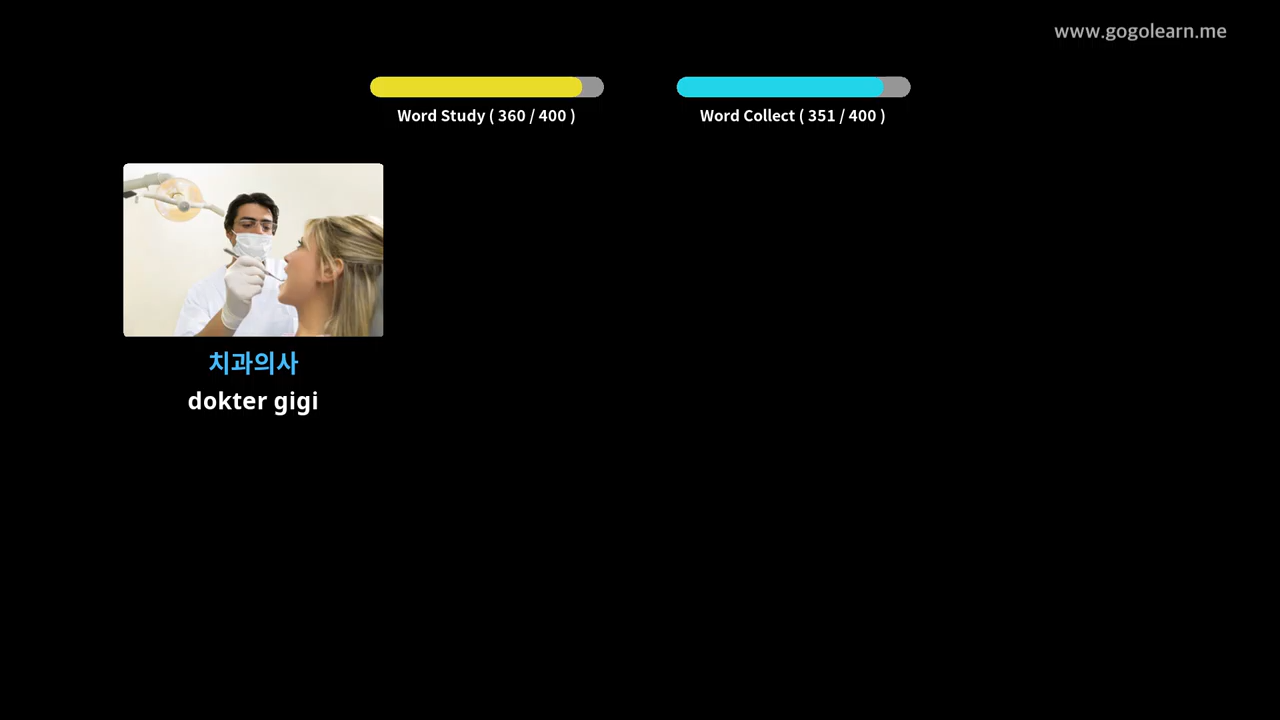 www.gogolearn.me
Word Study ( 360 / 400 )
Word Collect ( 351 / 400 )
치과의사
dokter gigi